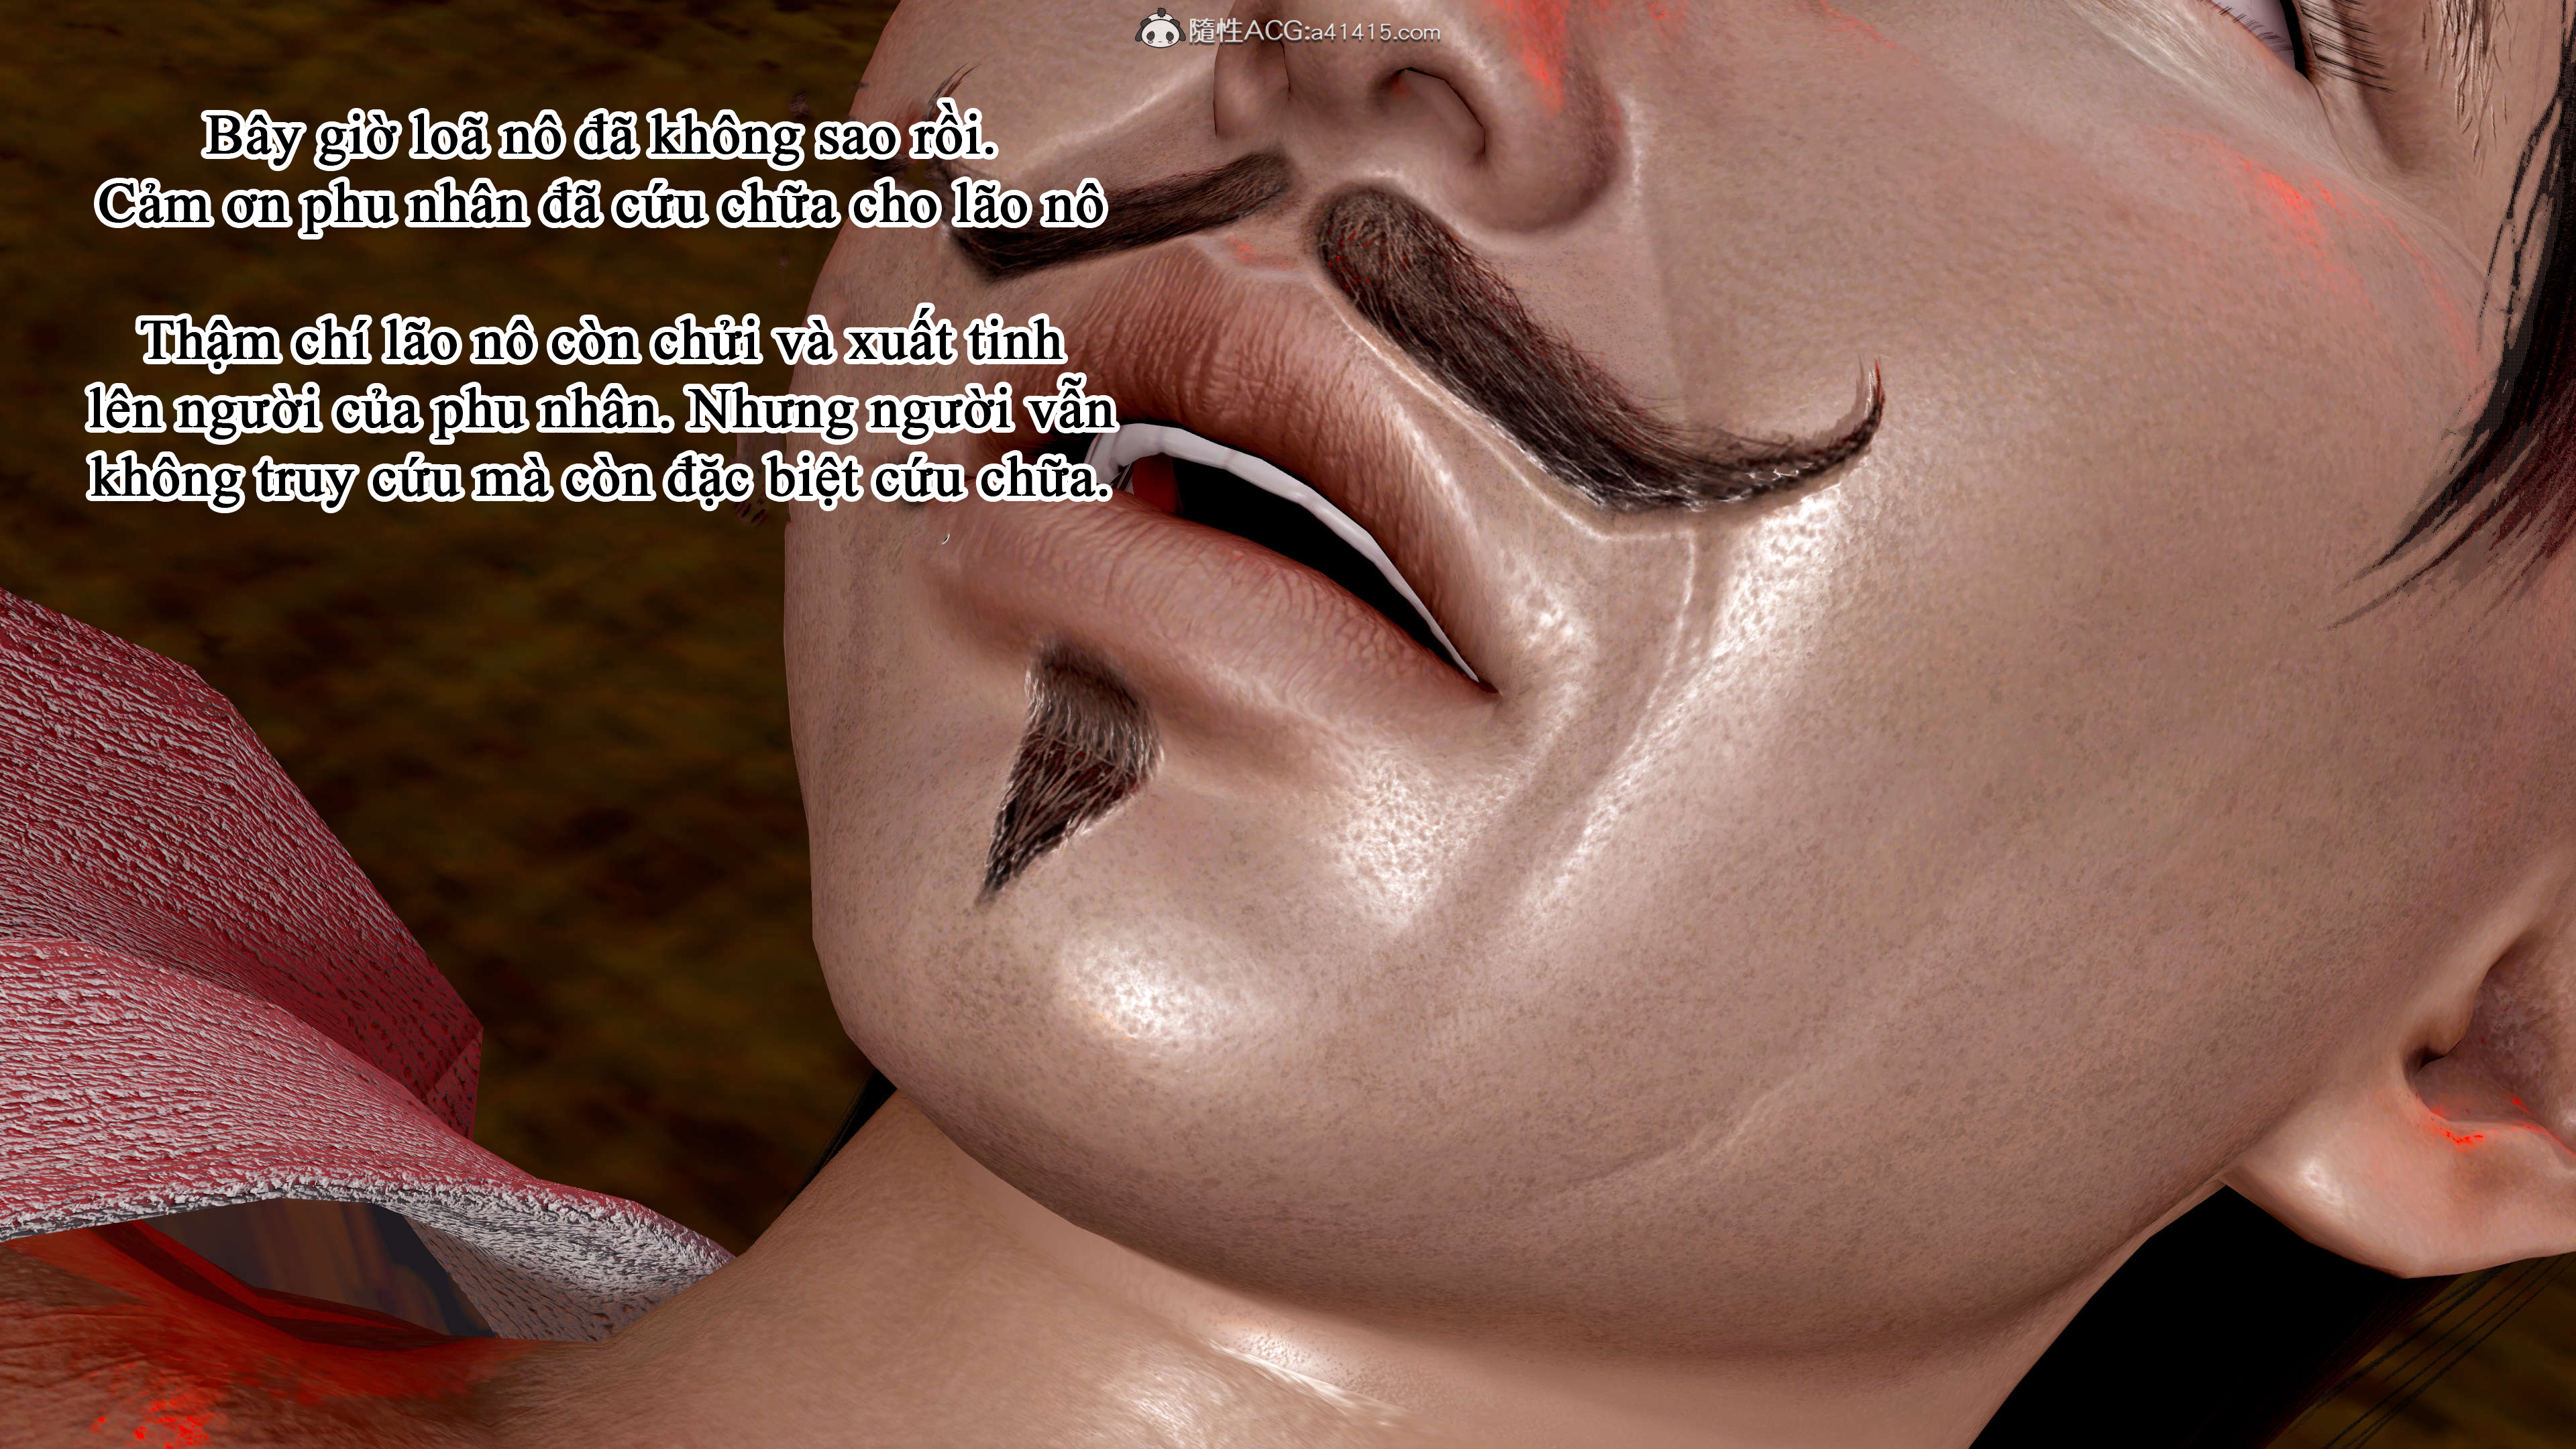 隨性ACG:a41415.com
Bây giờ loã nô đã không sao rồi.
Cảm ơn phu nhân đã cứu chữa cho lão nô
Thậm chí lão nô còn chửi và xuất tinh
lên người của phu nhân. Nhưng người vẫn
không truy cứu mà còn đặc biệt cứu chữa.